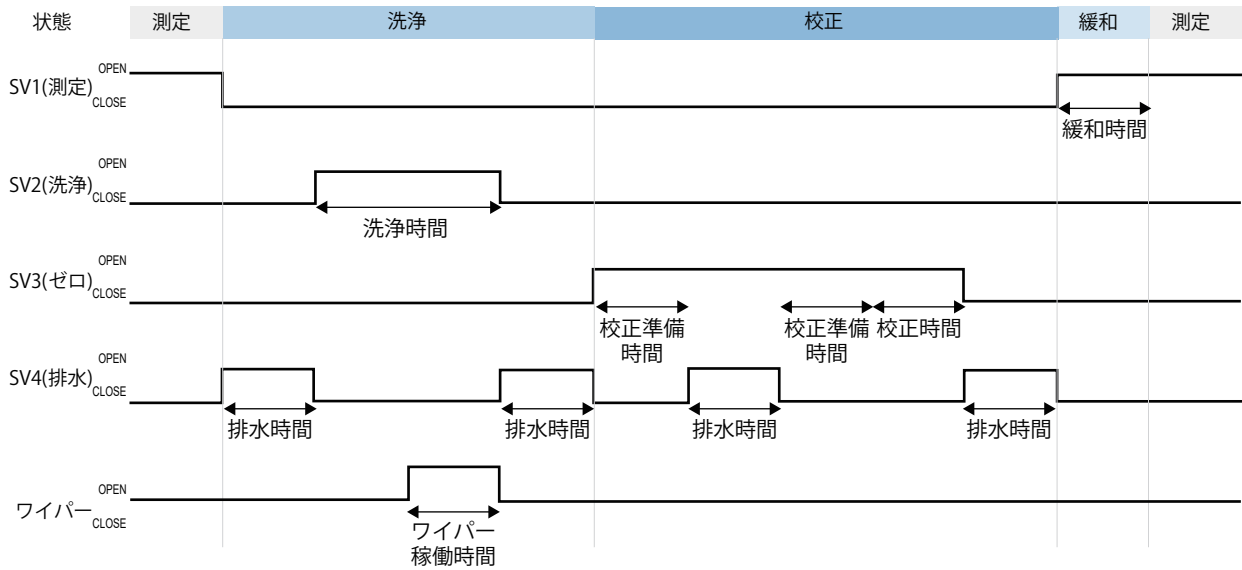 状態 測定 洗浄 校正 緩和 測定
SV1(測定) OPEN
CLOSE
緩和時間
SV2(洗浄) OPEN
CLOSE
洗浄時間
SV3(ゼロ) OPEN
CLOSE
校正準備 校正準備 校正時間
時間 時間
SV4(排水) OPEN
CLOSE
排水時間 排水時間 排水時間 排水時間
ワイパー OPEN
CLOSE
ワイパー
稼働時間